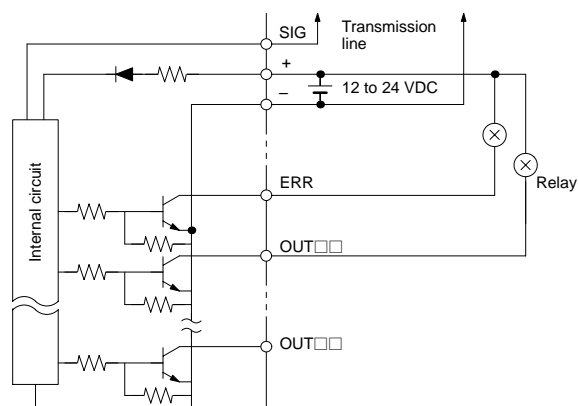 SIG
Transmission
line
+
–
12 to 24 VDC
Internal circuit
ERR
Relay
OUT□□
OUT□□